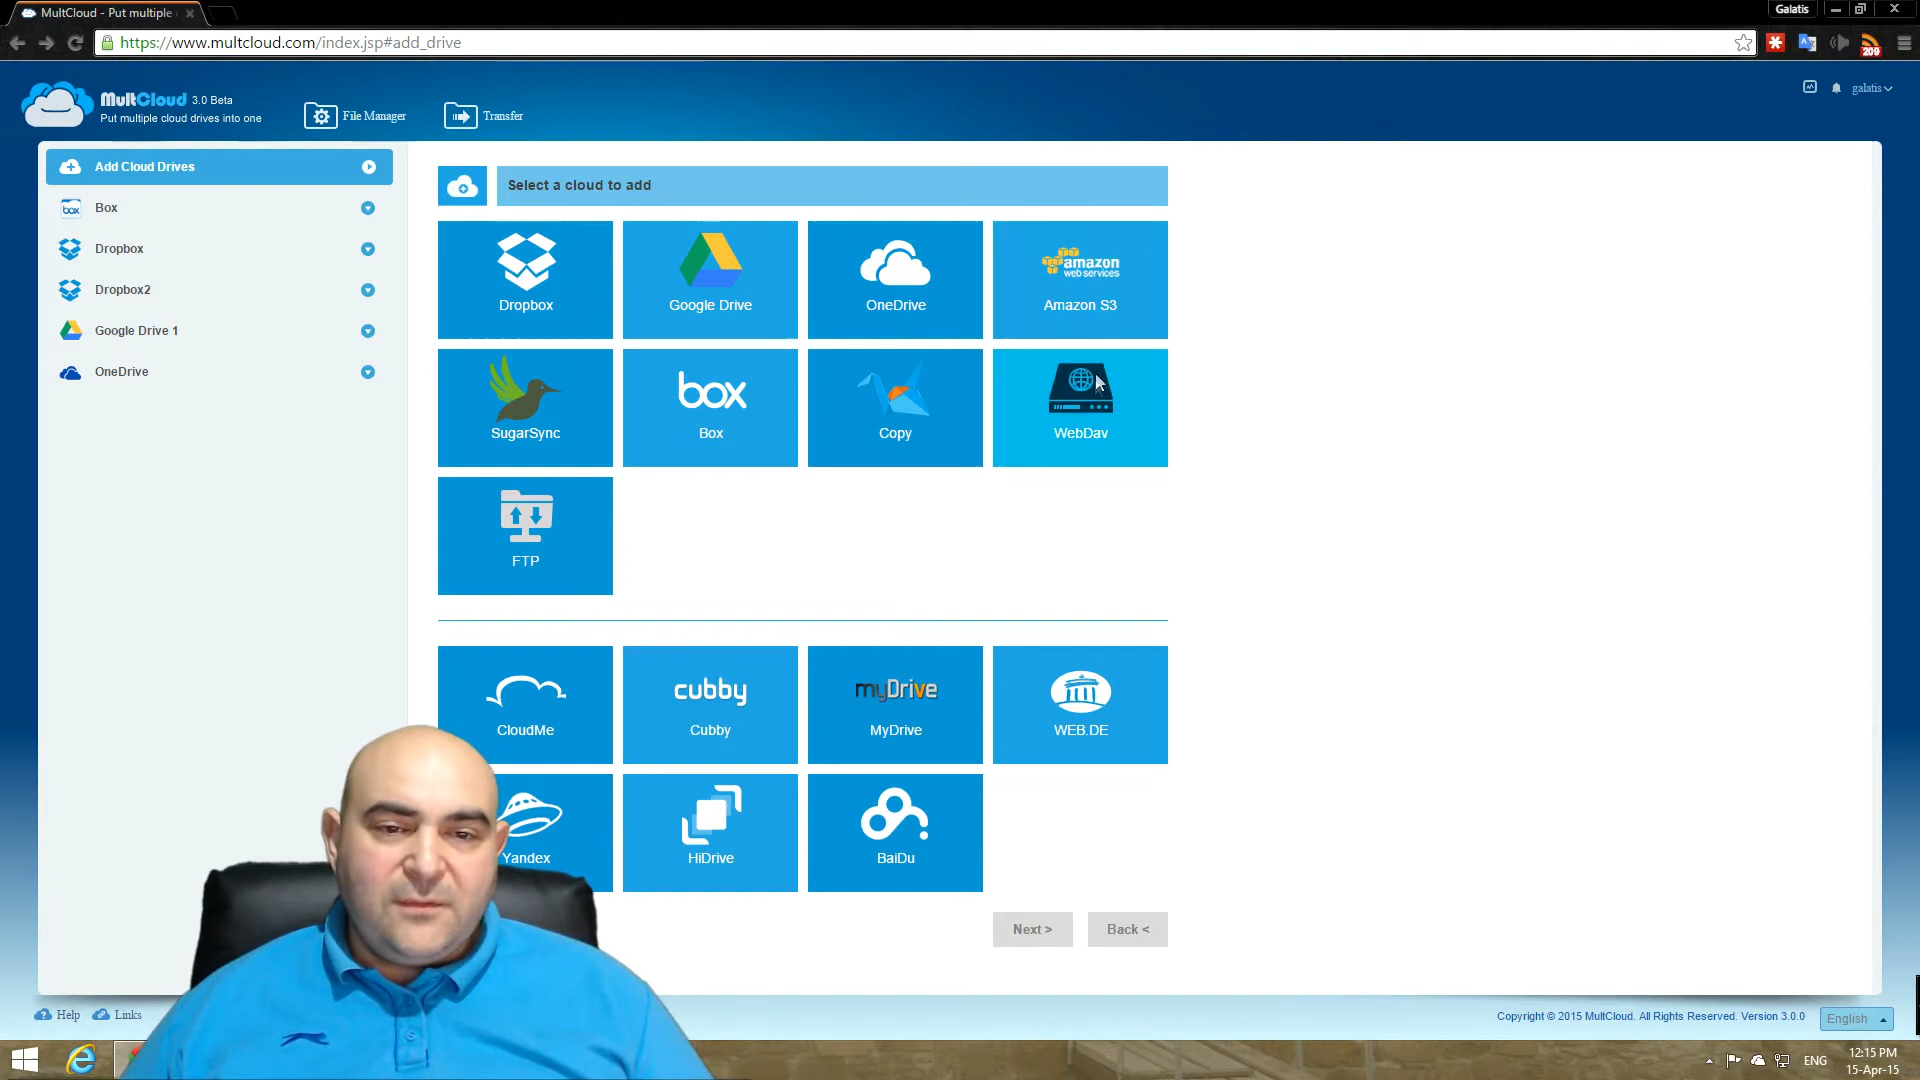 MultCloud - Put multiple
Galatis
https://www.multcloud.com/index.jsp#add_drive
209
MultCloud 3.0 Beta
Put multiple cloud drives into one
File Manager
Transfer
galatis
Add Cloud Drives
Box
Dropbox
Dropbox2
Google Drive 1
OneDrive
Select a cloud to add
Dropbox
Google Drive
OneDrive
amazon
web services
Amazon S3
SugarSync
box
Box
Copy
WebDav
FTP
CloudMe
cubby
Cubby
myDrive
MyDrive
WEB.DE
Yandex
HiDrive
BaiDu
Next >
Back <
Help
Links
Copyright © 2015 MultCloud. All Rights Reserved. Version 3.0.0
English
ENG
12:15 PM
15-Apr-15